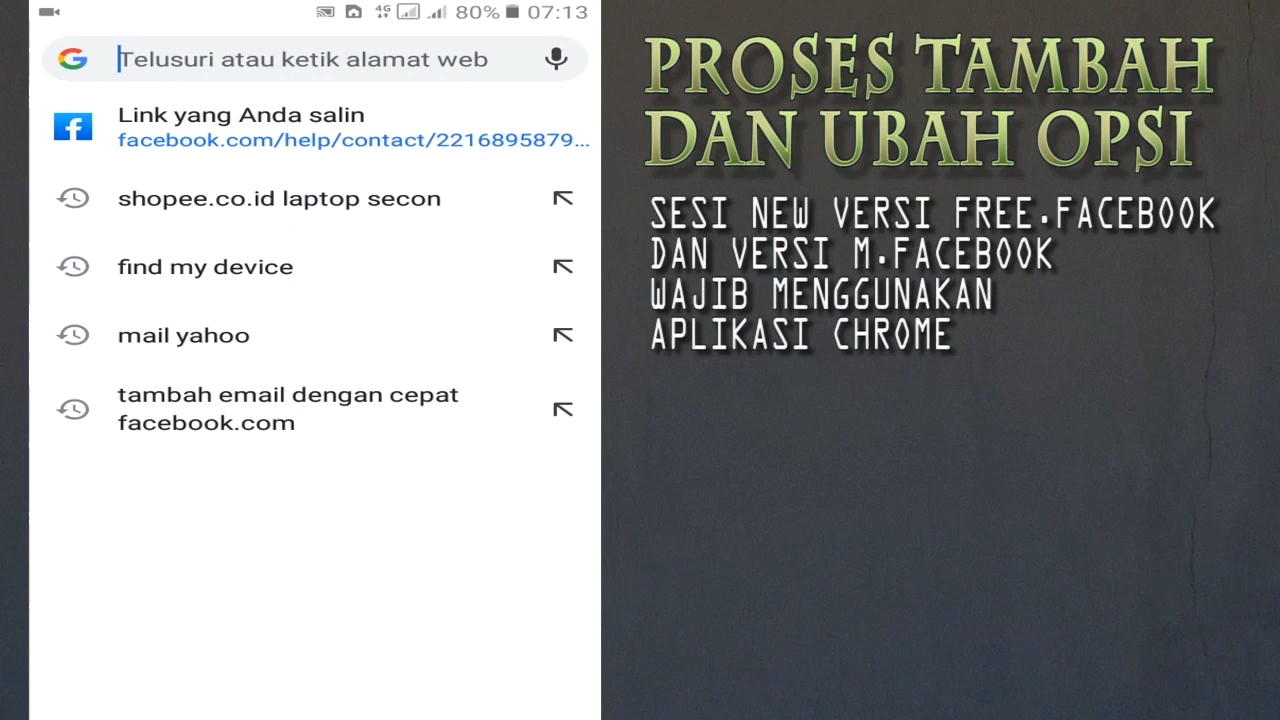 4G 80% 07:13
Telusuri atau ketik alamat web
Link yang Anda salin
facebook.com/help/contact/2216895879...
shopee.co.id laptop secon
find my device
mail yahoo
tambah email dengan cepat
facebook.com
PROSES TAMBAH
DAN UBAH OPSI
SESI NEW VERSI FREE.FACEBOOK
DAN VERSI M.FACEBOOK
WAJIB MENGGUNAKAN
APLIKASI CHROME